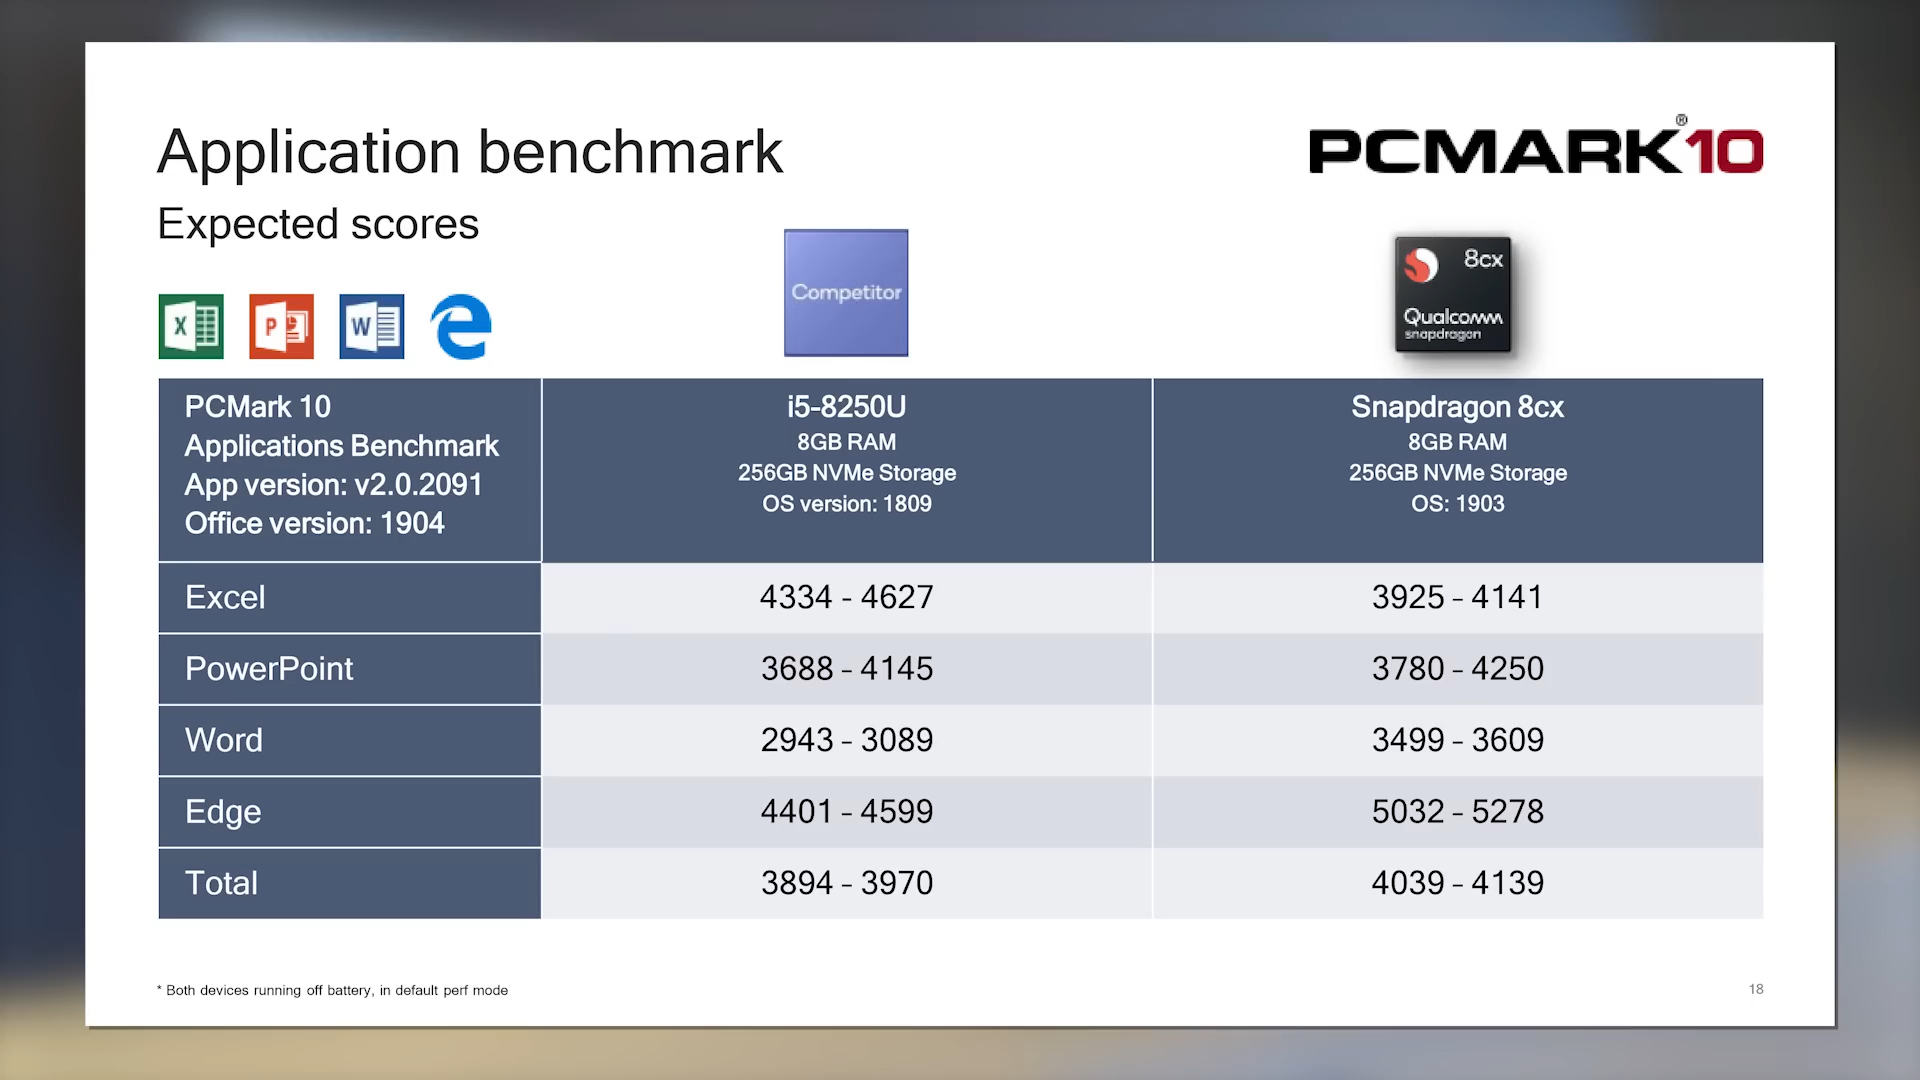 Application benchmark
PCMARK®10
Expected scores
Competitor
8cx
Qualcomm
snapdragon
X
P
W
PCMark 10
Applications Benchmark
App version: v2.0.2091
Office version: 1904
i5-8250U
8GB RAM
256GB NVMe Storage
OS version: 1809
Snapdragon 8cx
8GB RAM
256GB NVMe Storage
OS: 1903
Excel 4334 - 4627 3925 - 4141
PowerPoint 3688 - 4145 3780 - 4250
Word 2943 - 3089 3499 - 3609
Edge 4401 - 4599 5032 - 5278
Total 3894 - 3970 4039 - 4139
* Both devices running off battery, in default perf mode
18